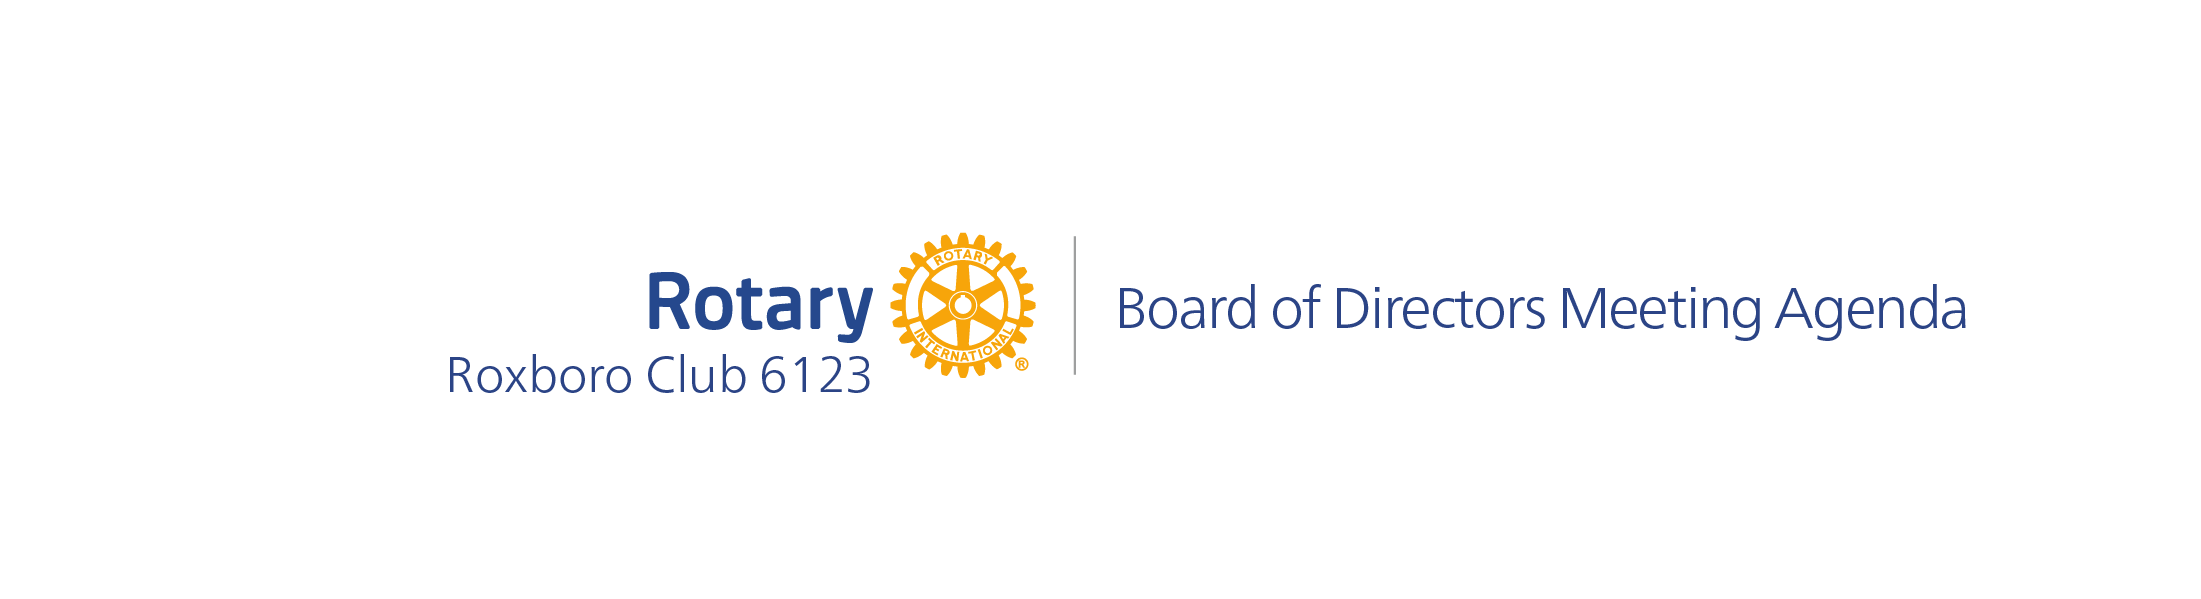 Rotary
Roxboro Club 6123
ROTARY
INTERNATIONAL
®
Board of Directors Meeting Agenda